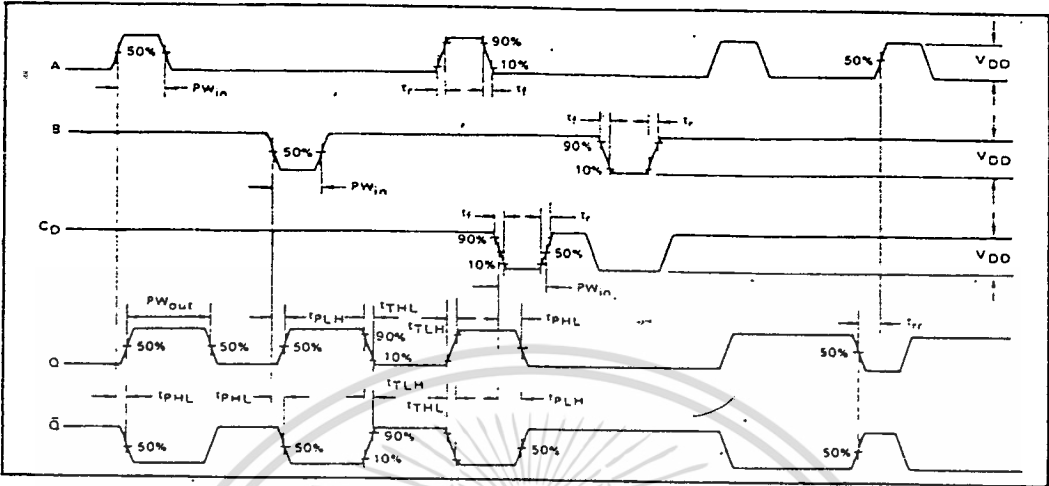 50%
90%
10%
50%
A
PWin
tr
tf
VDD
B
50%
PWin
tf
tr
90%
10%
VDD
CD
tf
tr
90%
10%
50%
PWin
VDD
PWout
tPLH
tTHL
tTLH
tPHL
trr
Q
50%
50%
50%
90%
10%
50%
tPHL
tPHL
tTLH
tTHL
tPLH
Q̄
50%
50%
90%
10%
50%
50%